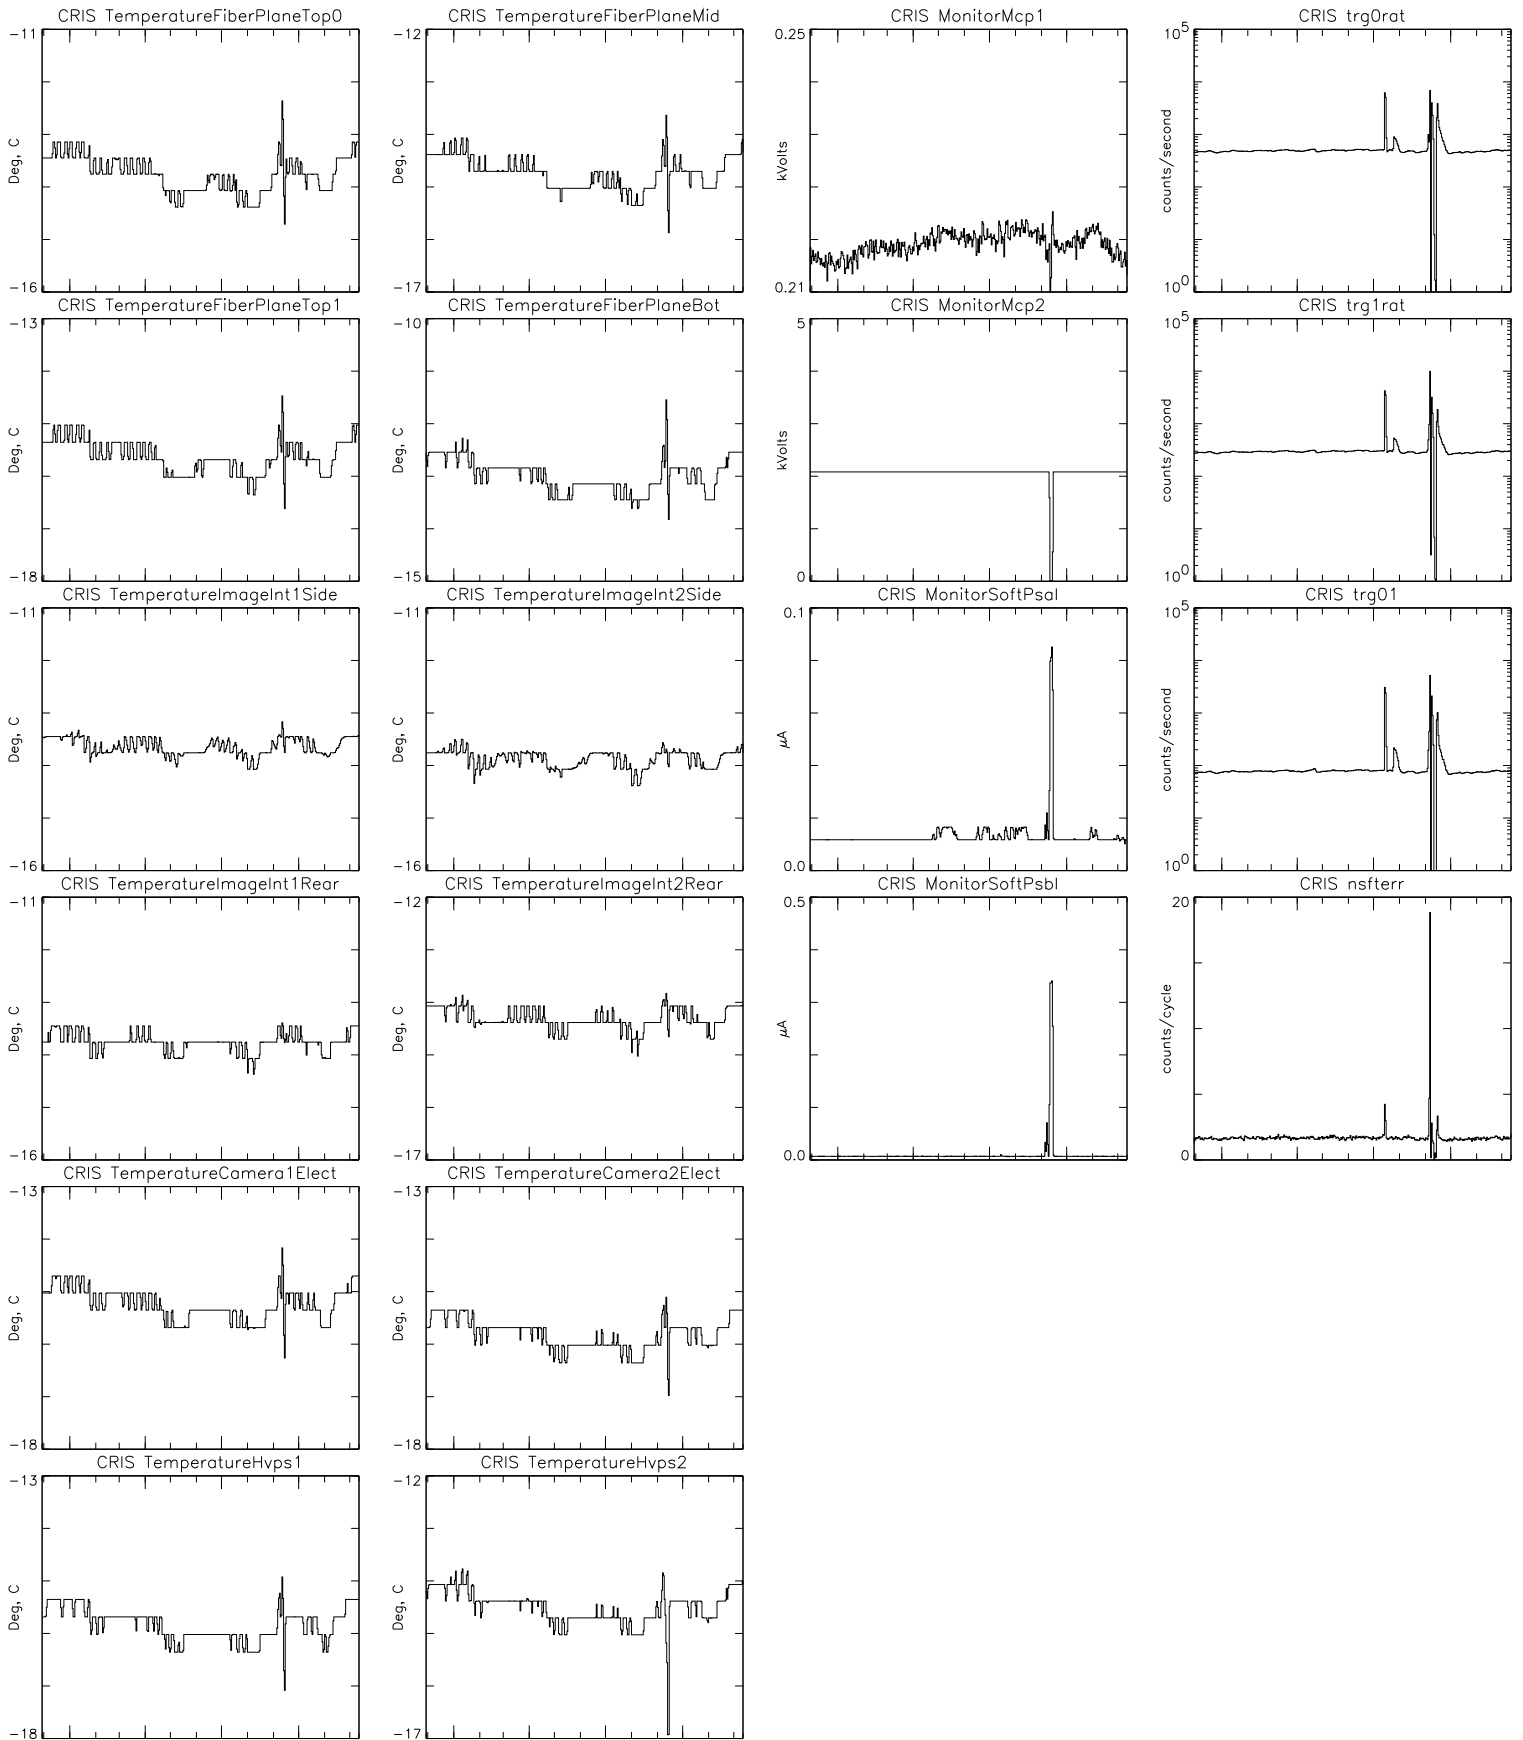 CRIS TemperatureFiberPlaneTop0
-11
Deg, C
-16
CRIS TemperatureFiberPlaneMid
-12
Deg, C
-17
CRIS MonitorMcp1
0.25
kVolts
0.21
CRIS trg0rat
10^5
counts/second
10^0
CRIS TemperatureFiberPlaneTop1
-13
Deg, C
-18
CRIS TemperatureFiberPlaneBot
-10
Deg, C
-15
CRIS MonitorMcp2
5
kVolts
0
CRIS trg1rat
10^5
counts/second
10^0
CRIS TemperatureImageInt1Side
-11
Deg, C
-16
CRIS TemperatureImageInt2Side
-11
Deg, C
-16
CRIS MonitorSoftPsaI
0.1
μA
0.0
CRIS trg01
10^5
counts/second
10^0
CRIS TemperatureImageInt1Rear
-11
Deg, C
-16
CRIS TemperatureImageInt2Rear
-12
Deg, C
-17
CRIS MonitorSoftPsbI
0.5
μA
0.0
CRIS nsfterr
20
counts/cycle
0
CRIS TemperatureCamera1Elect
-13
Deg, C
-18
CRIS TemperatureCamera2Elect
-13
Deg, C
-18
CRIS TemperatureHvps1
-13
Deg, C
-18
CRIS TemperatureHvps2
-12
Deg, C
-17